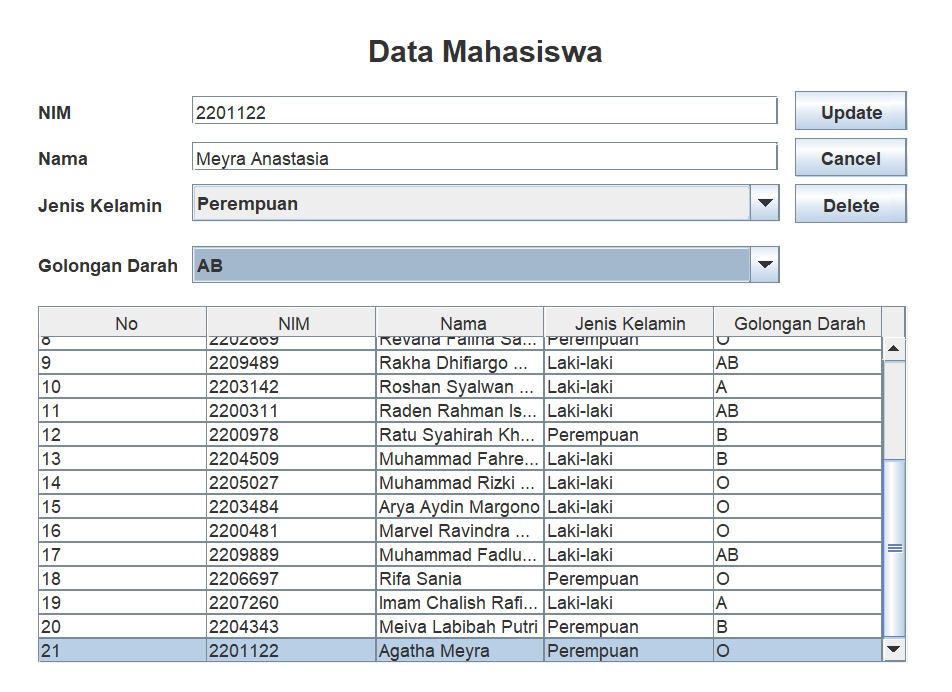 Data Mahasiswa
NIM 2201122 Update
Nama Meyra Anastasia Cancel
Jenis Kelamin Perempuan Delete
Golongan Darah AB
No NIM Nama Jenis Kelamin Golongan Darah
8 2202869 Revana Falina Sa... Perempuan O
9 2209489 Rakha Dhifiargo ... Laki-laki AB
10 2203142 Roshan Syalwan ... Laki-laki A
11 2200311 Raden Rahman Is... Laki-laki AB
12 2200978 Ratu Syahirah Kh... Perempuan B
13 2204509 Muhammad Fahre... Laki-laki B
14 2205027 Muhammad Rizki ... Laki-laki O
15 2203484 Arya Aydin Margono Laki-laki O
16 2200481 Marvel Ravindra ... Laki-laki O
17 2209889 Muhammad Fadlu... Laki-laki AB
18 2206697 Rifa Sania Perempuan O
19 2207260 Imam Chalish Rafi... Laki-laki A
20 2204343 Meiva Labibah Putri Perempuan B
21 2201122 Agatha Meyra Perempuan O